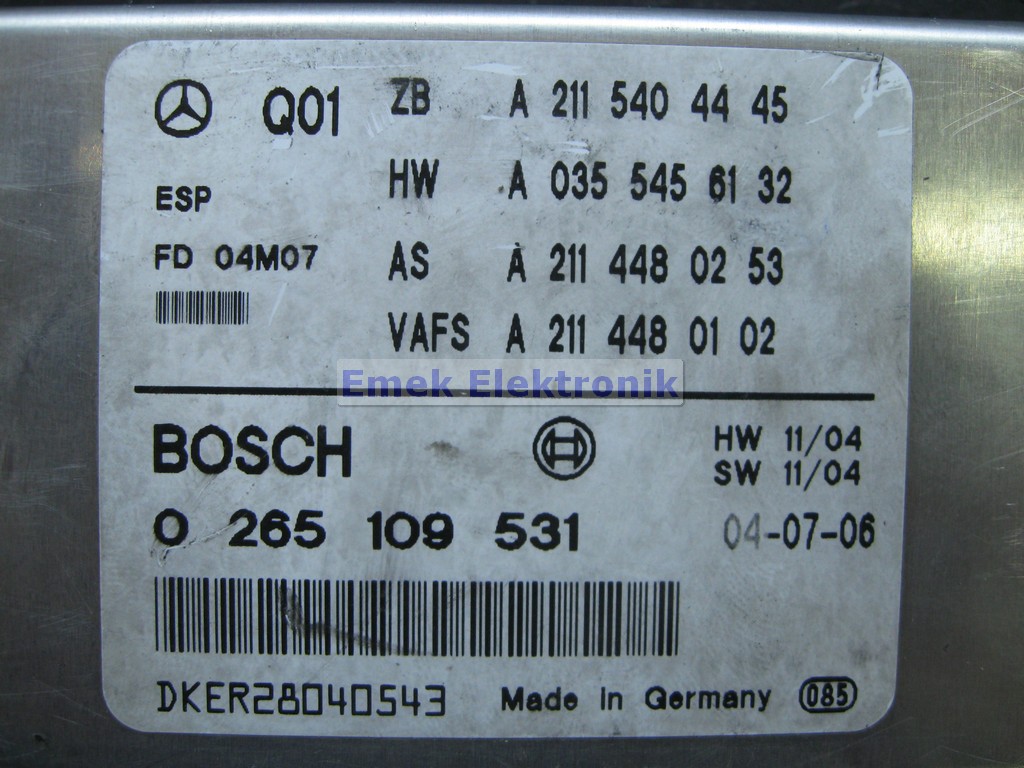 Q01 ZB A 211 540 44 45
HW A 035 545 61 32
ESP
FD 04M07 AS A 211 448 02 53
VAFS A 211 448 01 02
Emek Elektronik
BOSCH HW 11/04
SW 11/04
0 265 109 531 04-07-06
DKER28040543 Made in Germany 085